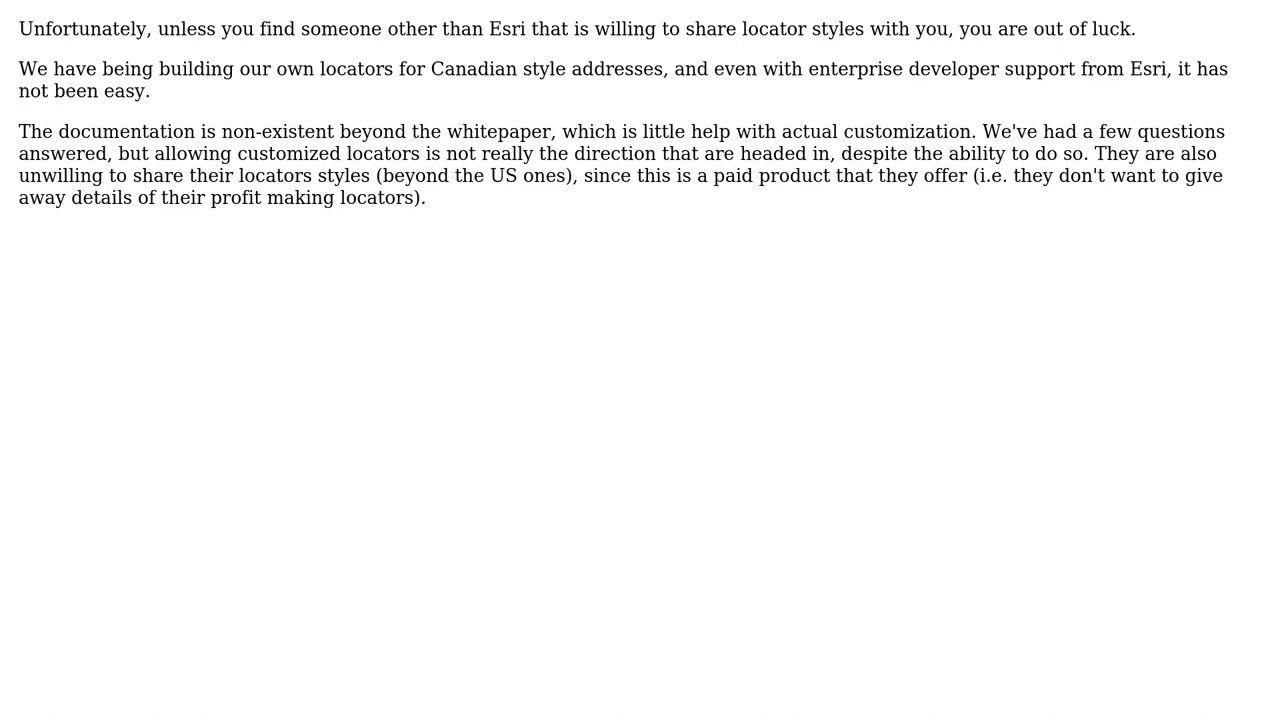 Unfortunately, unless you find someone other than Esri that is willing to share locator styles with you, you are out of luck.
We have being building our own locators for Canadian style addresses, and even with enterprise developer support from Esri, it has
not been easy.
The documentation is non-existent beyond the whitepaper, which is little help with actual customization. We've had a few questions
answered, but allowing customized locators is not really the direction that are headed in, despite the ability to do so. They are also
unwilling to share their locators styles (beyond the US ones), since this is a paid product that they offer (i.e. they don't want to give
away details of their profit making locators).